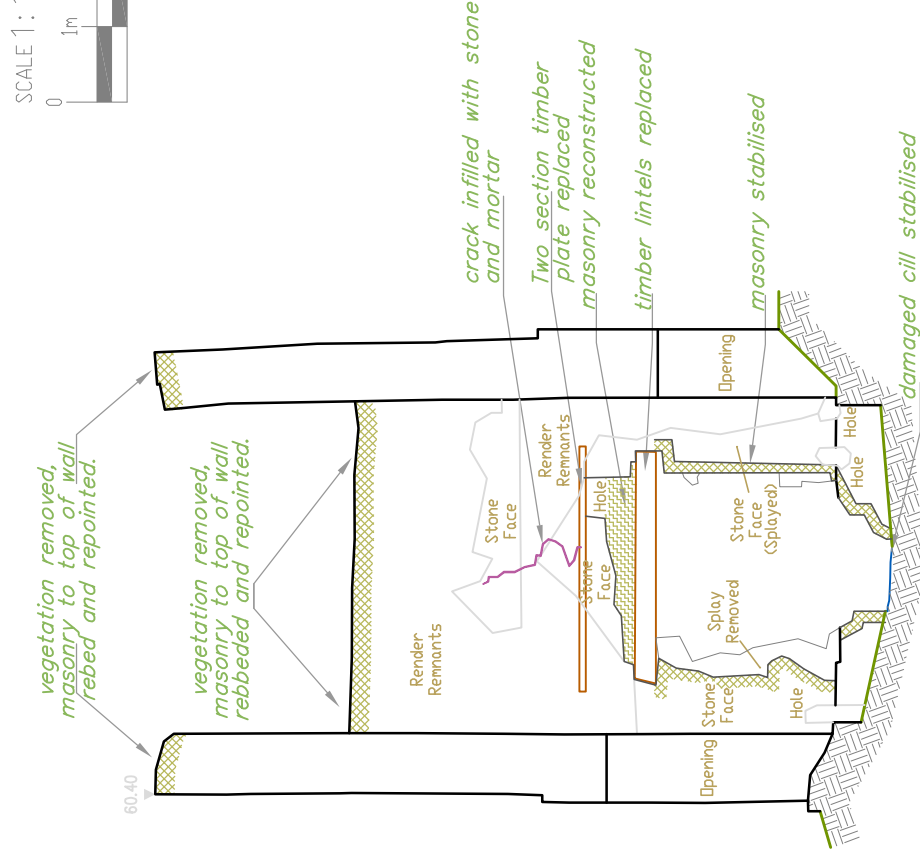 SCALE 1:
0
1m
vegetation removed,
masonry to top of wall
rebbed and repointed.
vegetation removed,
masonry to top of wall
rebbeded and repointed.
crack infilled with stone
and mortar
Two section timber
plate replaced
masonry reconstructed
timber lintels replaced
masonry stabilised
damaged cill stabilised
60.40
Stone
Face
Render
Remnants
Render
Remnants
Hole
Stone
Face
Opening
Hole
Hole
Stone
Face
(Splayed)
Splay
Removed
Stone
Face
Hole
Opening